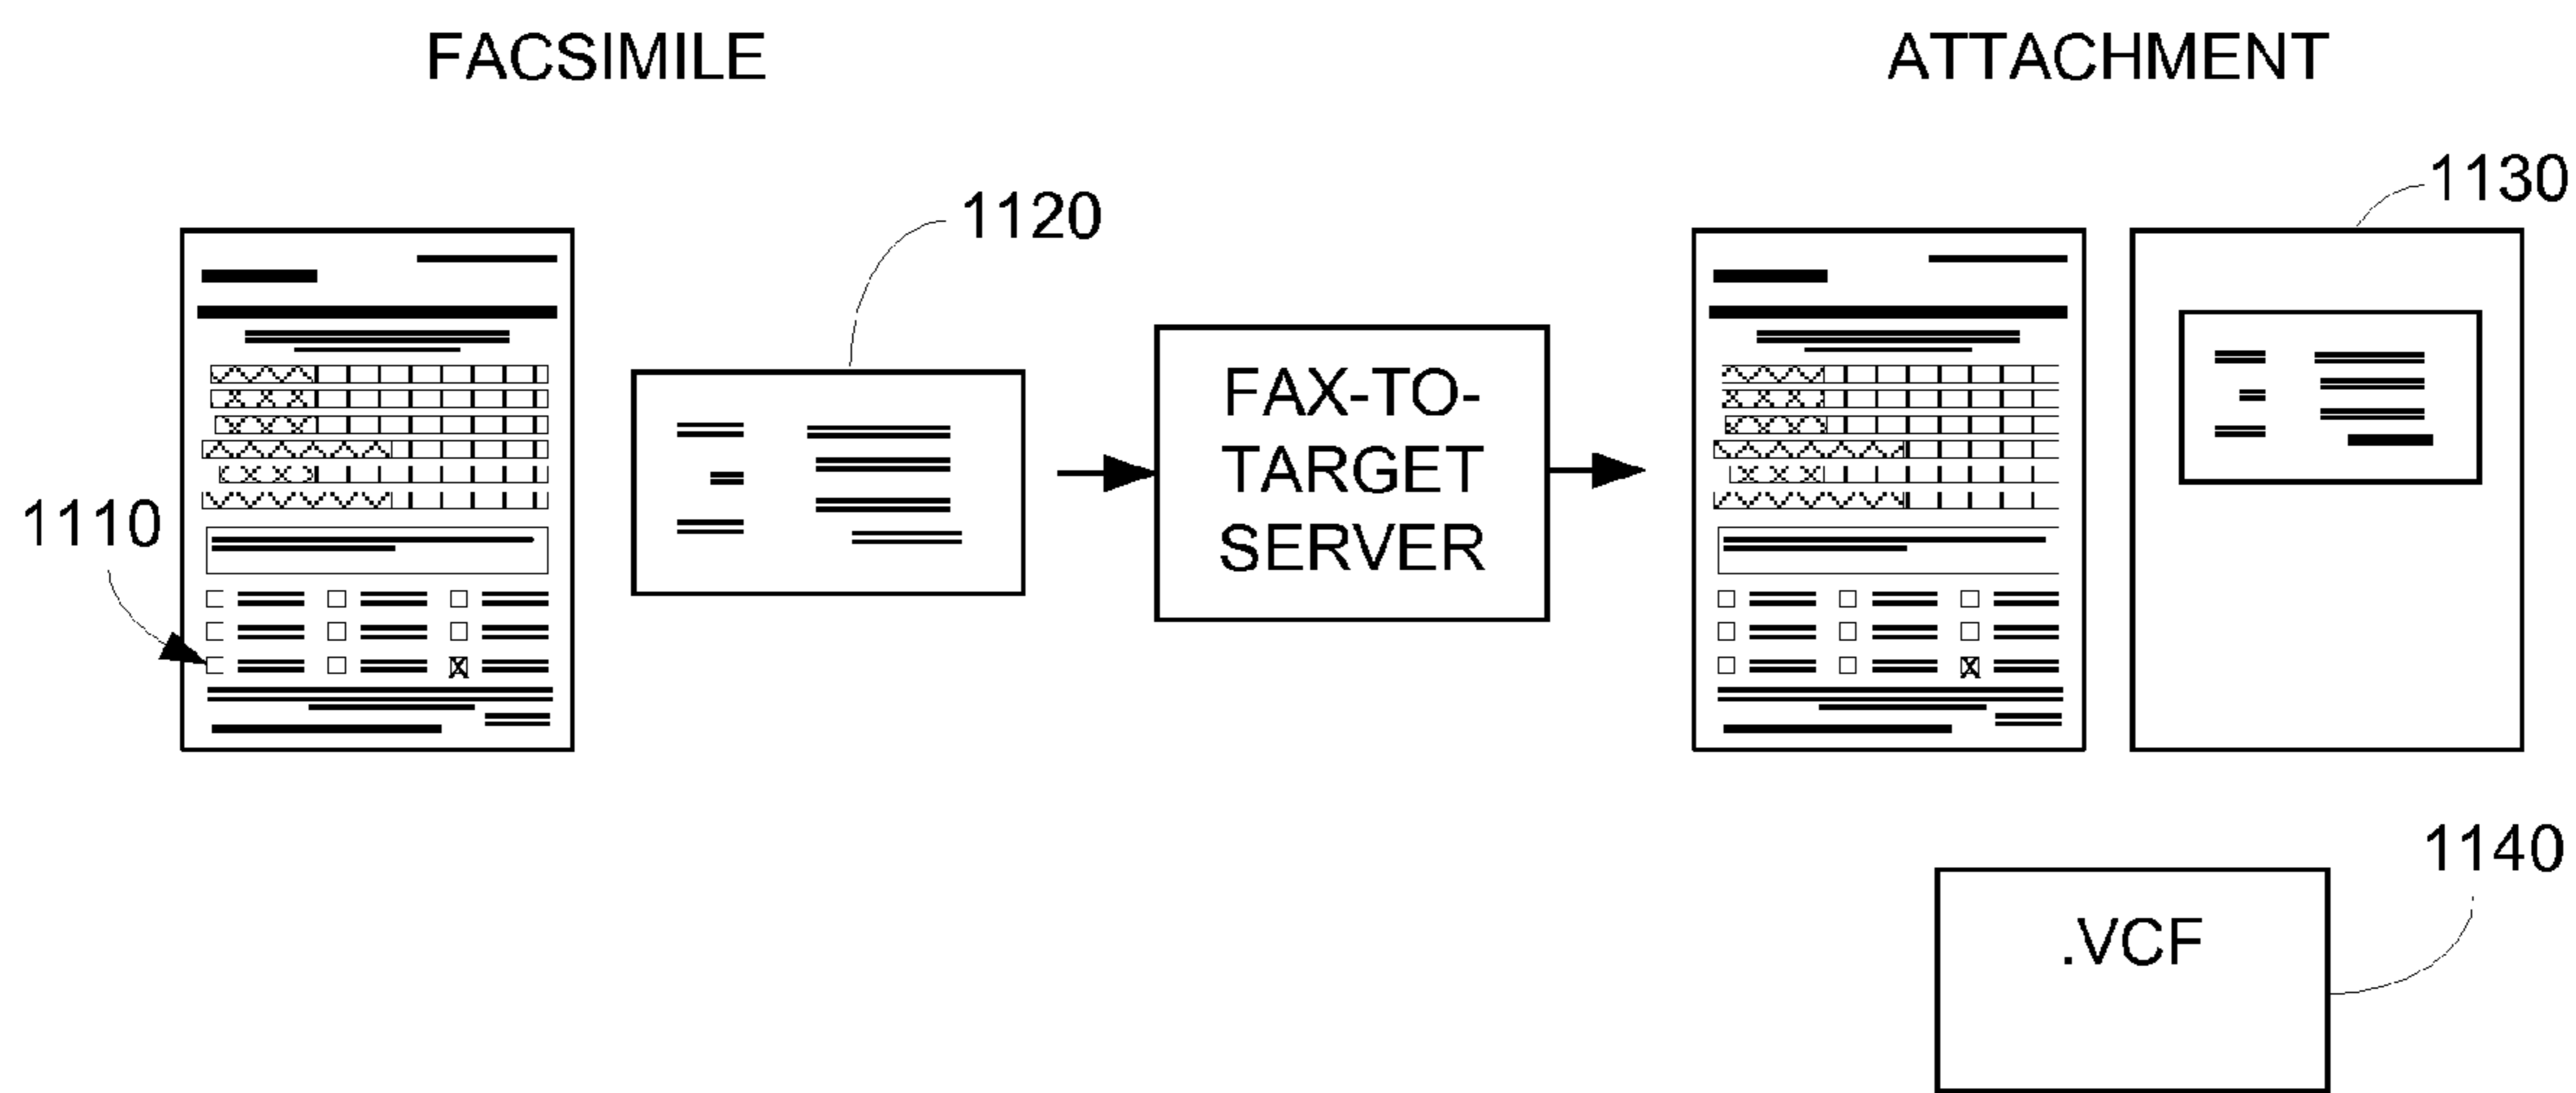 FACSIMILE
ATTACHMENT
1130
1120
FAX-TO-
TARGET
SERVER
1110
1140
.VCF